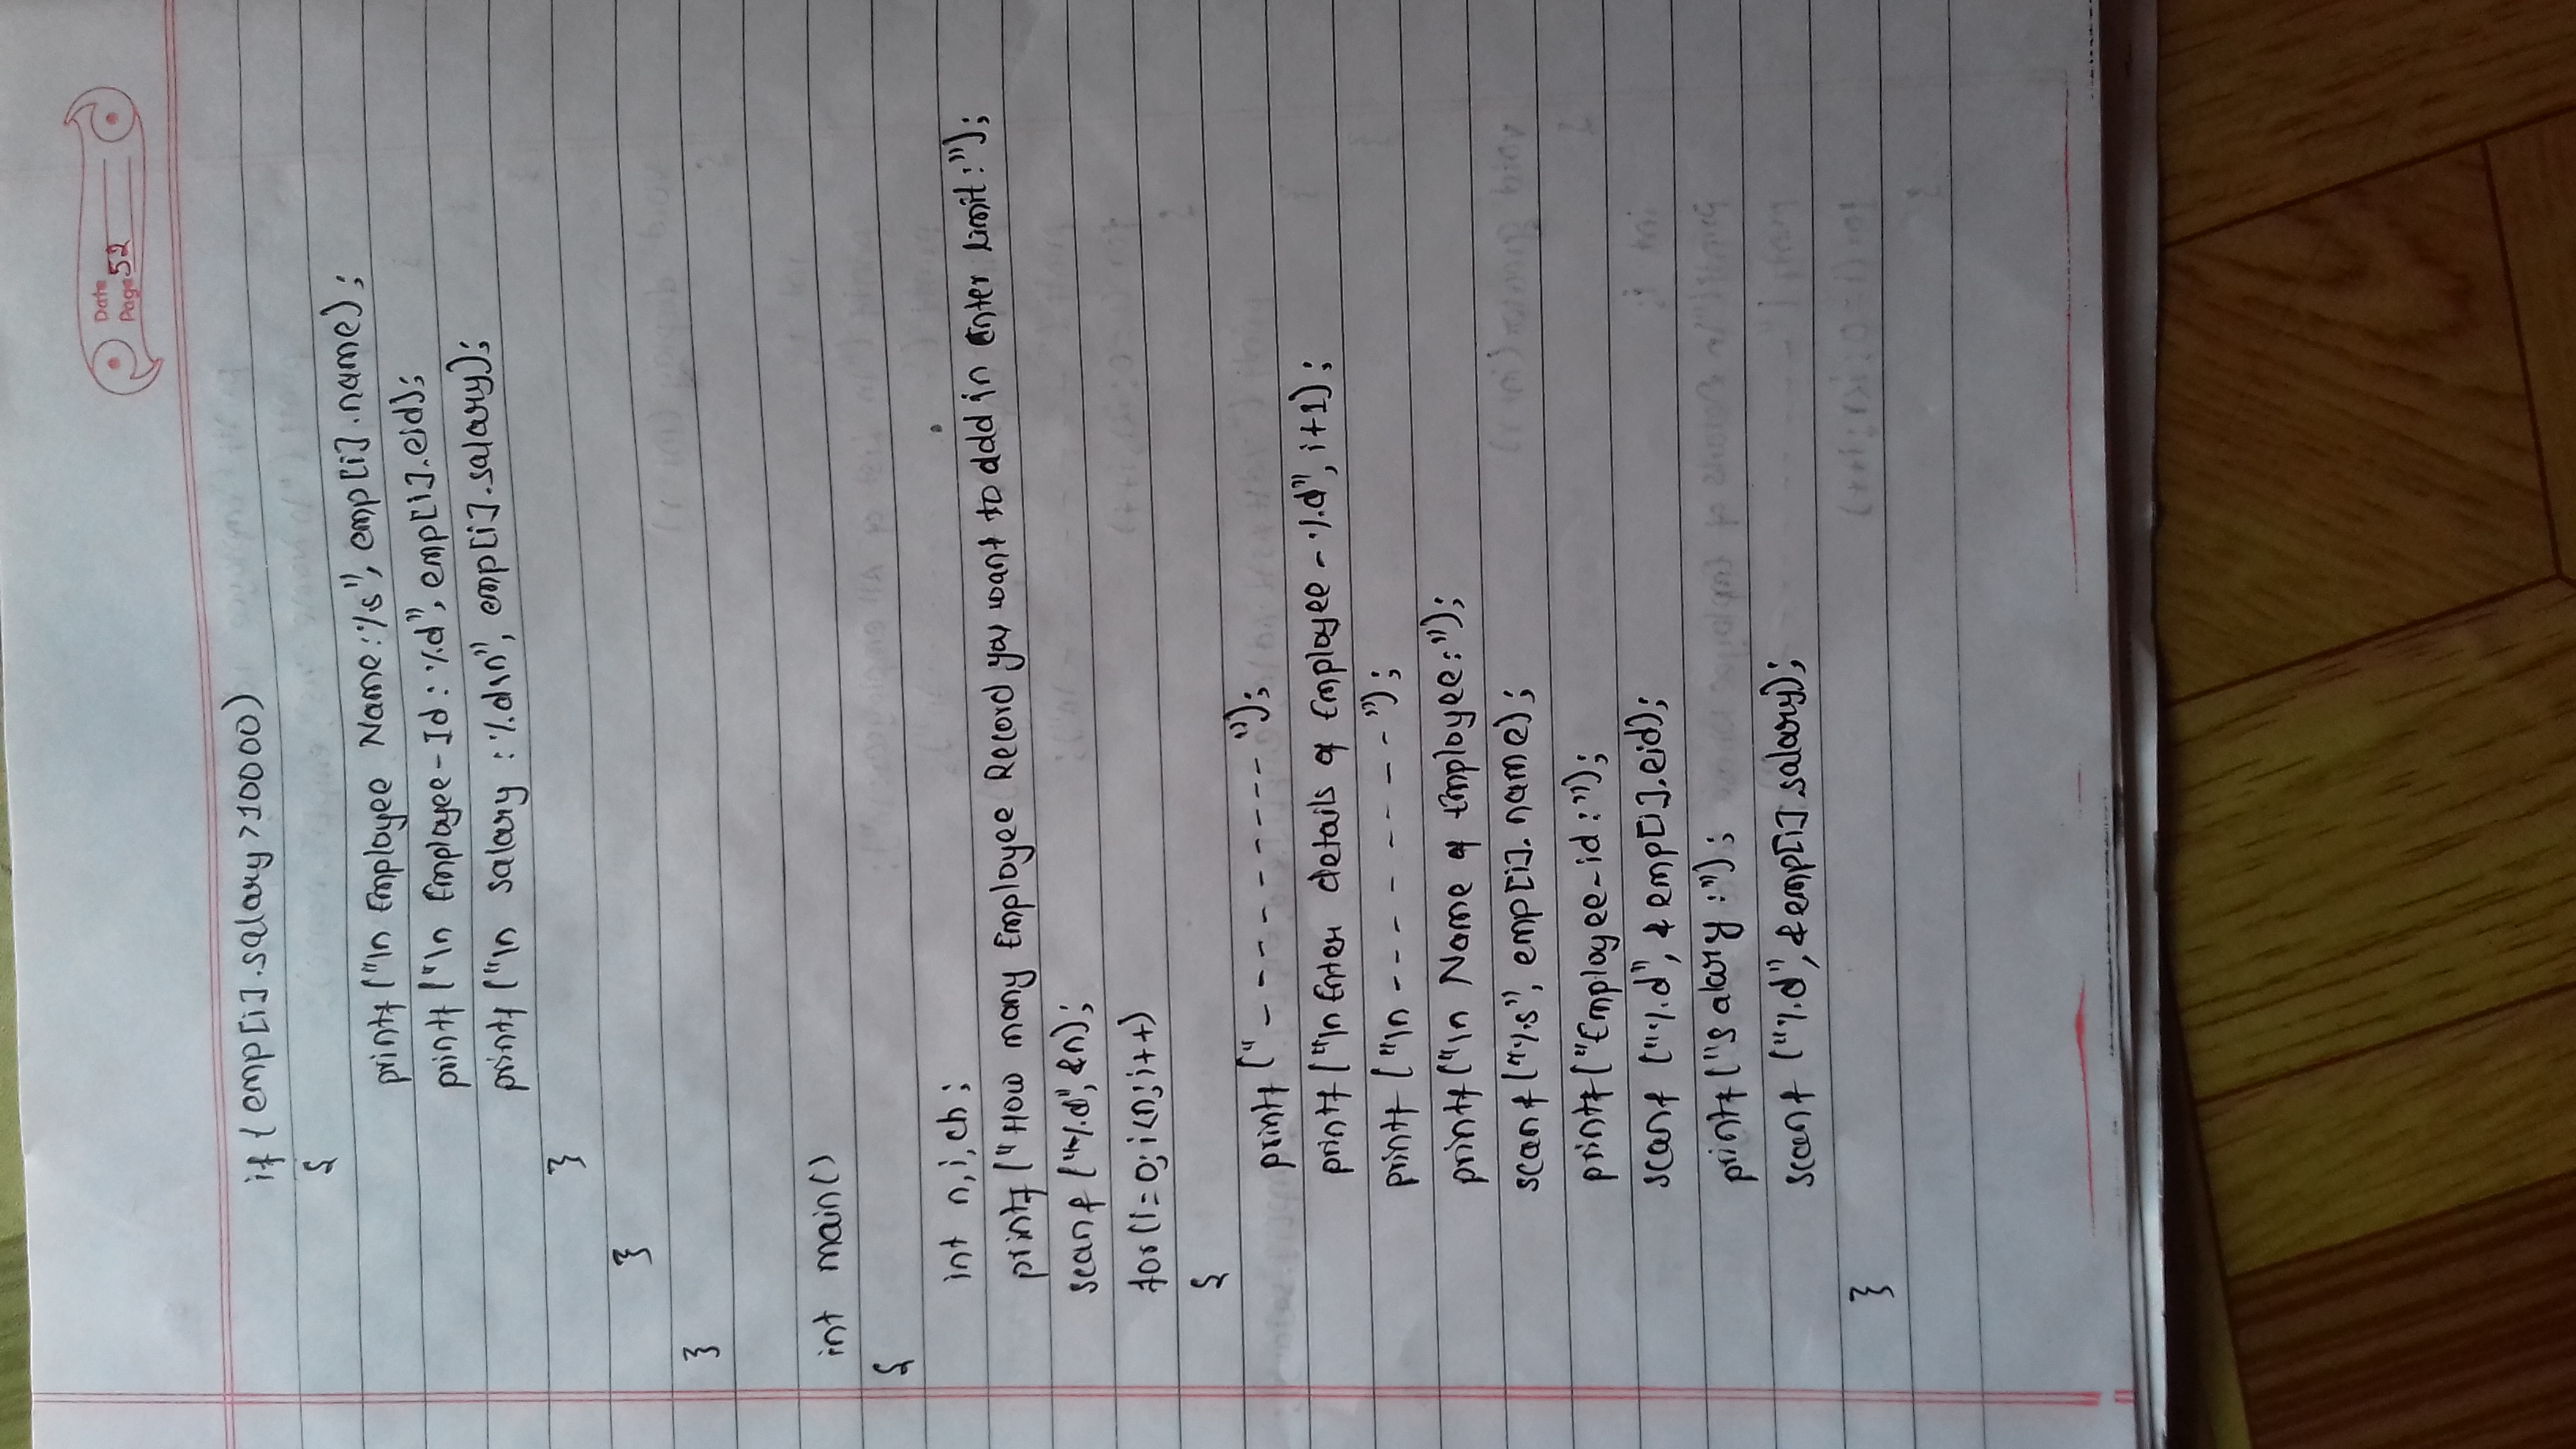 Date
Page 52
if (emp[i].salary>10000)
{
printf ("\n Employee Name:%s", emp[i].name);
printf ("\n Employee-Id : %d", emp[i].eid);
printf ("\n salary : %d\n", emp[i].salary);
}
}
}
int main()
{
int n,i,ch;
printf ("How many Employee Record you want to add \n Enter Limit:");
scanf ("%d", &n);
for(i=0;i<n;i++)
{
printf ("- - - - - - - - - -");
printf ("\n Enter details of Employee - %d", i+1);
printf ("\n - - - - - - - - -");
printf("\n Name of Employee:");
scanf("%s", emp[i].name);
printf("Employee-id:");
scanf ("%d", &emp[i].eid);
printf("salary:");
scanf ("%d", &emp[i].salary);
}